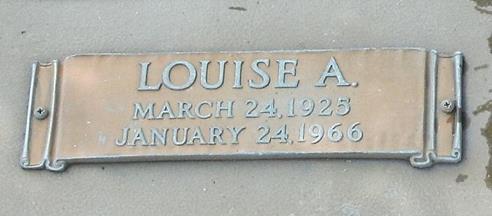 LOUISE A.
MARCH 24, 1925
JANUARY 24, 1966